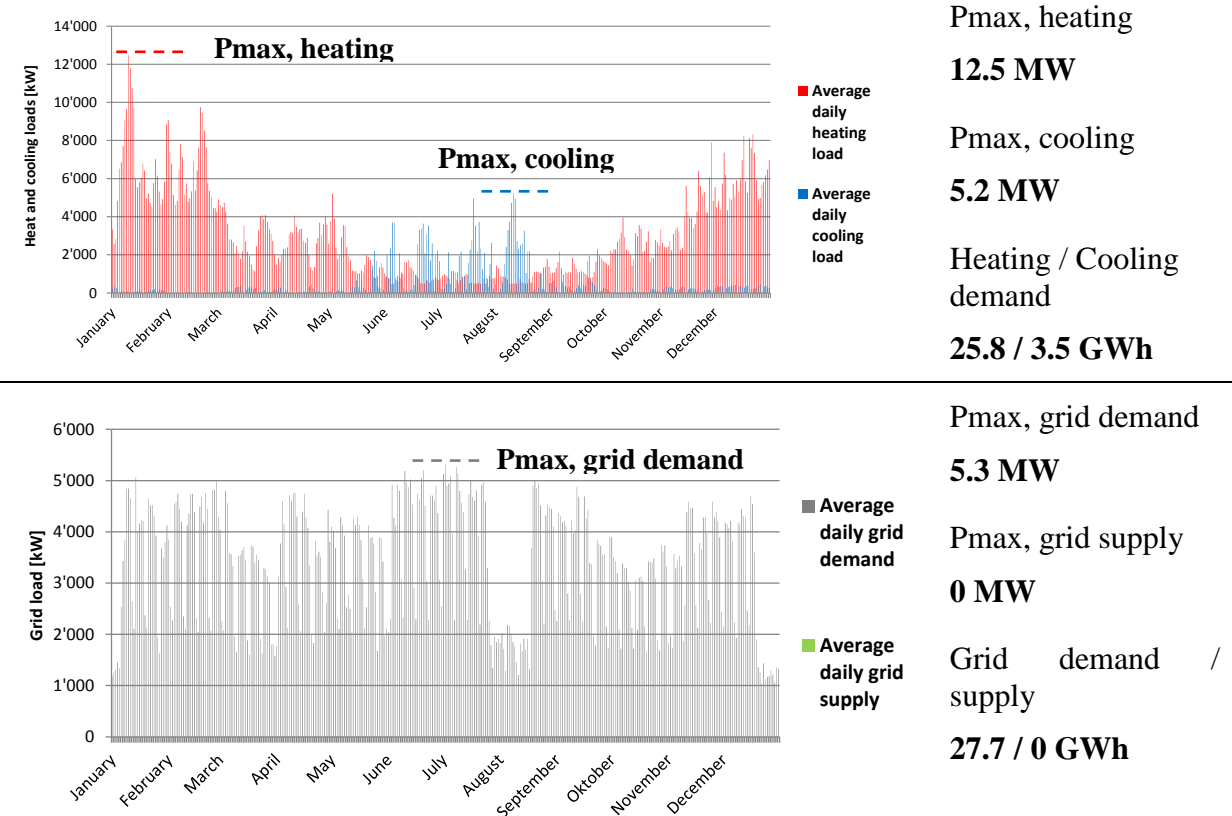 14'000
12'000
10'000
8'000
6'000
4'000
2'000
0
Heat and cooling loads [kW]
Pmax, heating
Pmax, cooling
January
February
March
April
May
June
July
August
September
October
November
December
Average
daily
heating
load
Average
daily
cooling
load
Pmax, heating
12.5 MW
Pmax, cooling
5.2 MW
Heating / Cooling
demand
25.8 / 3.5 GWh
6'000
5'000
4'000
3'000
2'000
1'000
0
Grid load [kW]
Pmax, grid demand
January
February
March
April
May
June
July
August
September
Oktober
November
December
Average
daily grid
demand
Average
daily grid
supply
Pmax, grid demand
5.3 MW
Pmax, grid supply
0 MW
Grid demand /
supply
27.7 / 0 GWh